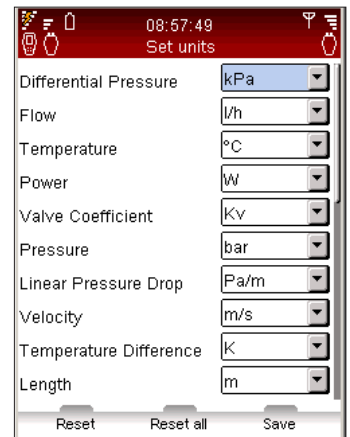 08:57:49
Set units
Differential Pressure kPa
Flow l/h
Temperature °C
Power W
Valve Coefficient Kv
Pressure bar
Linear Pressure Drop Pa/m
Velocity m/s
Temperature Difference K
Length m
Reset Reset all Save